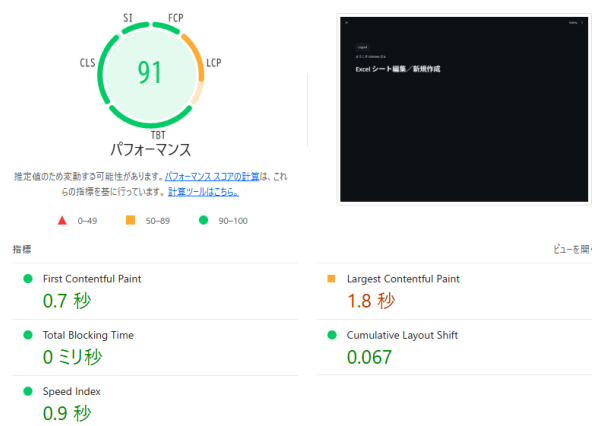 SI
FCP
CLS
LCP
91
TBT
パフォーマンス
推定値のため変動する可能性があります。パフォーマンス スコアの計算は、これ
らの指標を基に行っています。計算ツールはこちら。
0–49
50–89
90–100
Logout
Excel シート編集／新規作成
指標
ビューを開く
First Contentful Paint
0.7 秒
Largest Contentful Paint
1.8 秒
Total Blocking Time
0 ミリ秒
Cumulative Layout Shift
0.067
Speed Index
0.9 秒